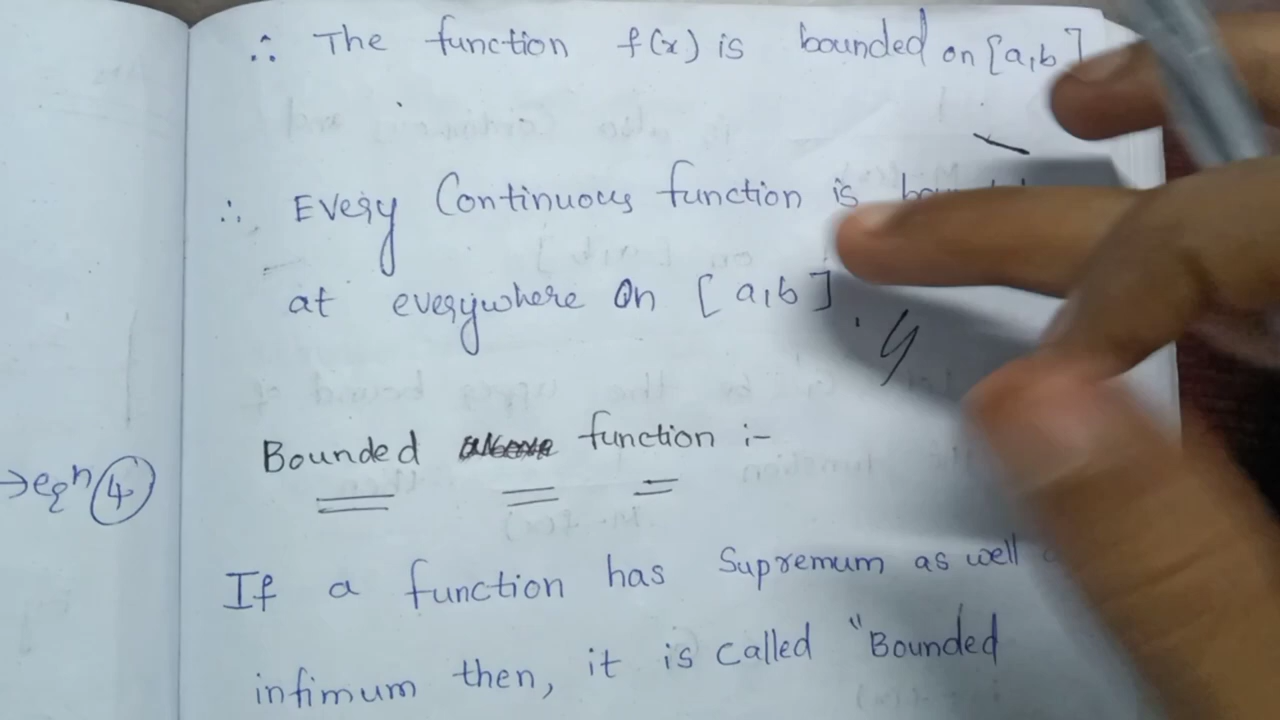 ∴ The function f(x) is bounded on [a,b]
∴ Every Continuous function is
at everywhere on [a,b].
Bounded function :-
→eqⁿ(4)
If a function has Supremum as well
infimum then, it is called "Bounded